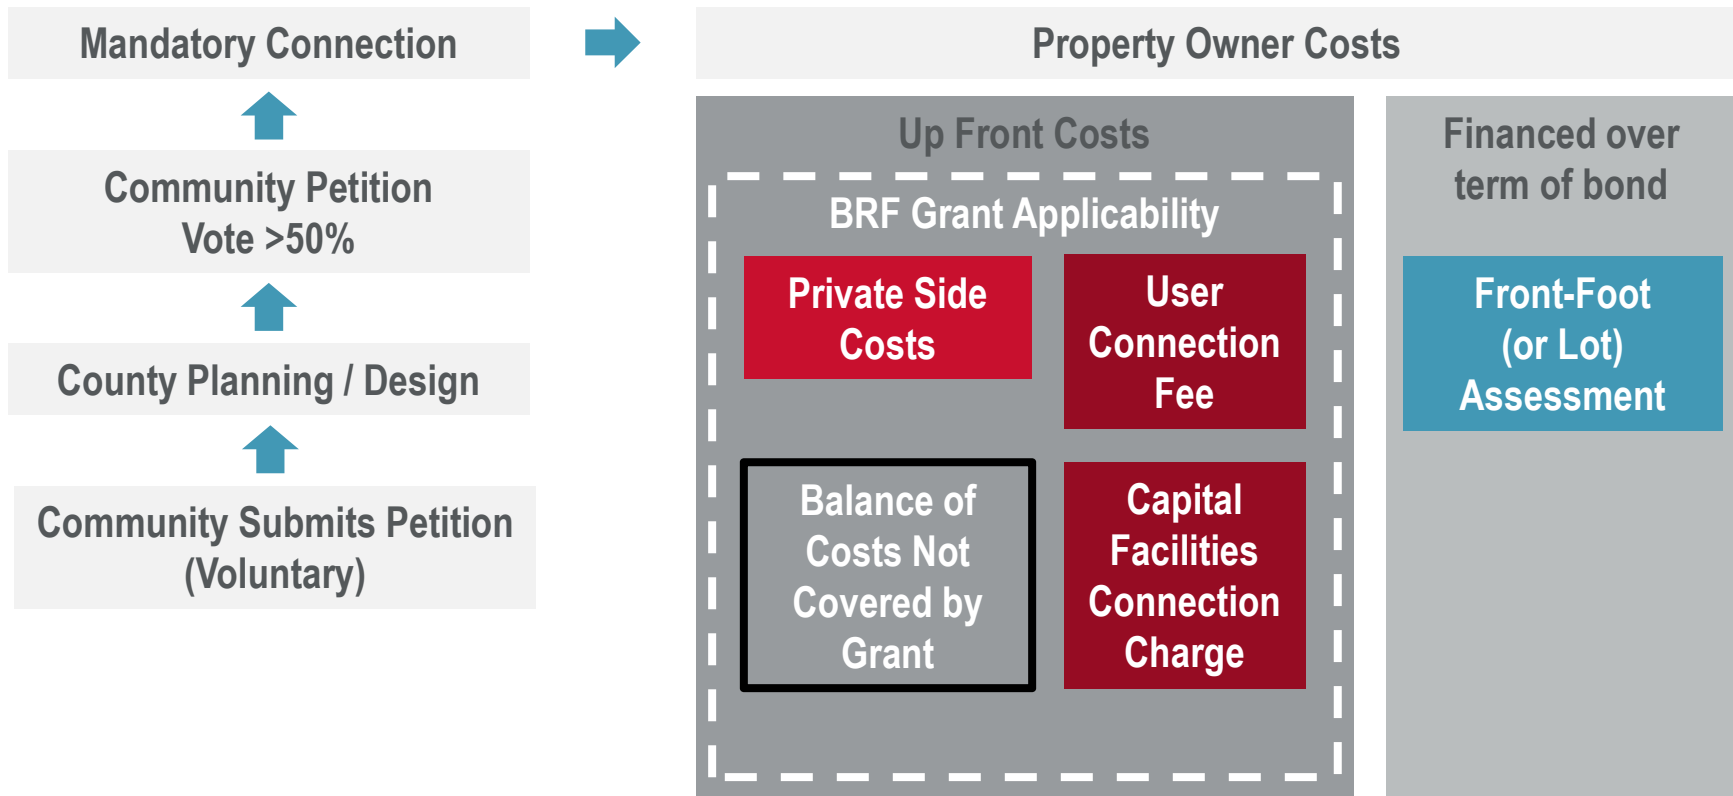 Mandatory Connection
Community Petition
Vote >50%
County Planning / Design
Community Submits Petition
(Voluntary)
Property Owner Costs
Up Front Costs
BRF Grant Applicability
Private Side
Costs
User
Connection
Fee
Balance of
Costs Not
Covered by
Grant
Capital
Facilities
Connection
Charge
Financed over
term of bond
Front-Foot
(or Lot)
Assessment